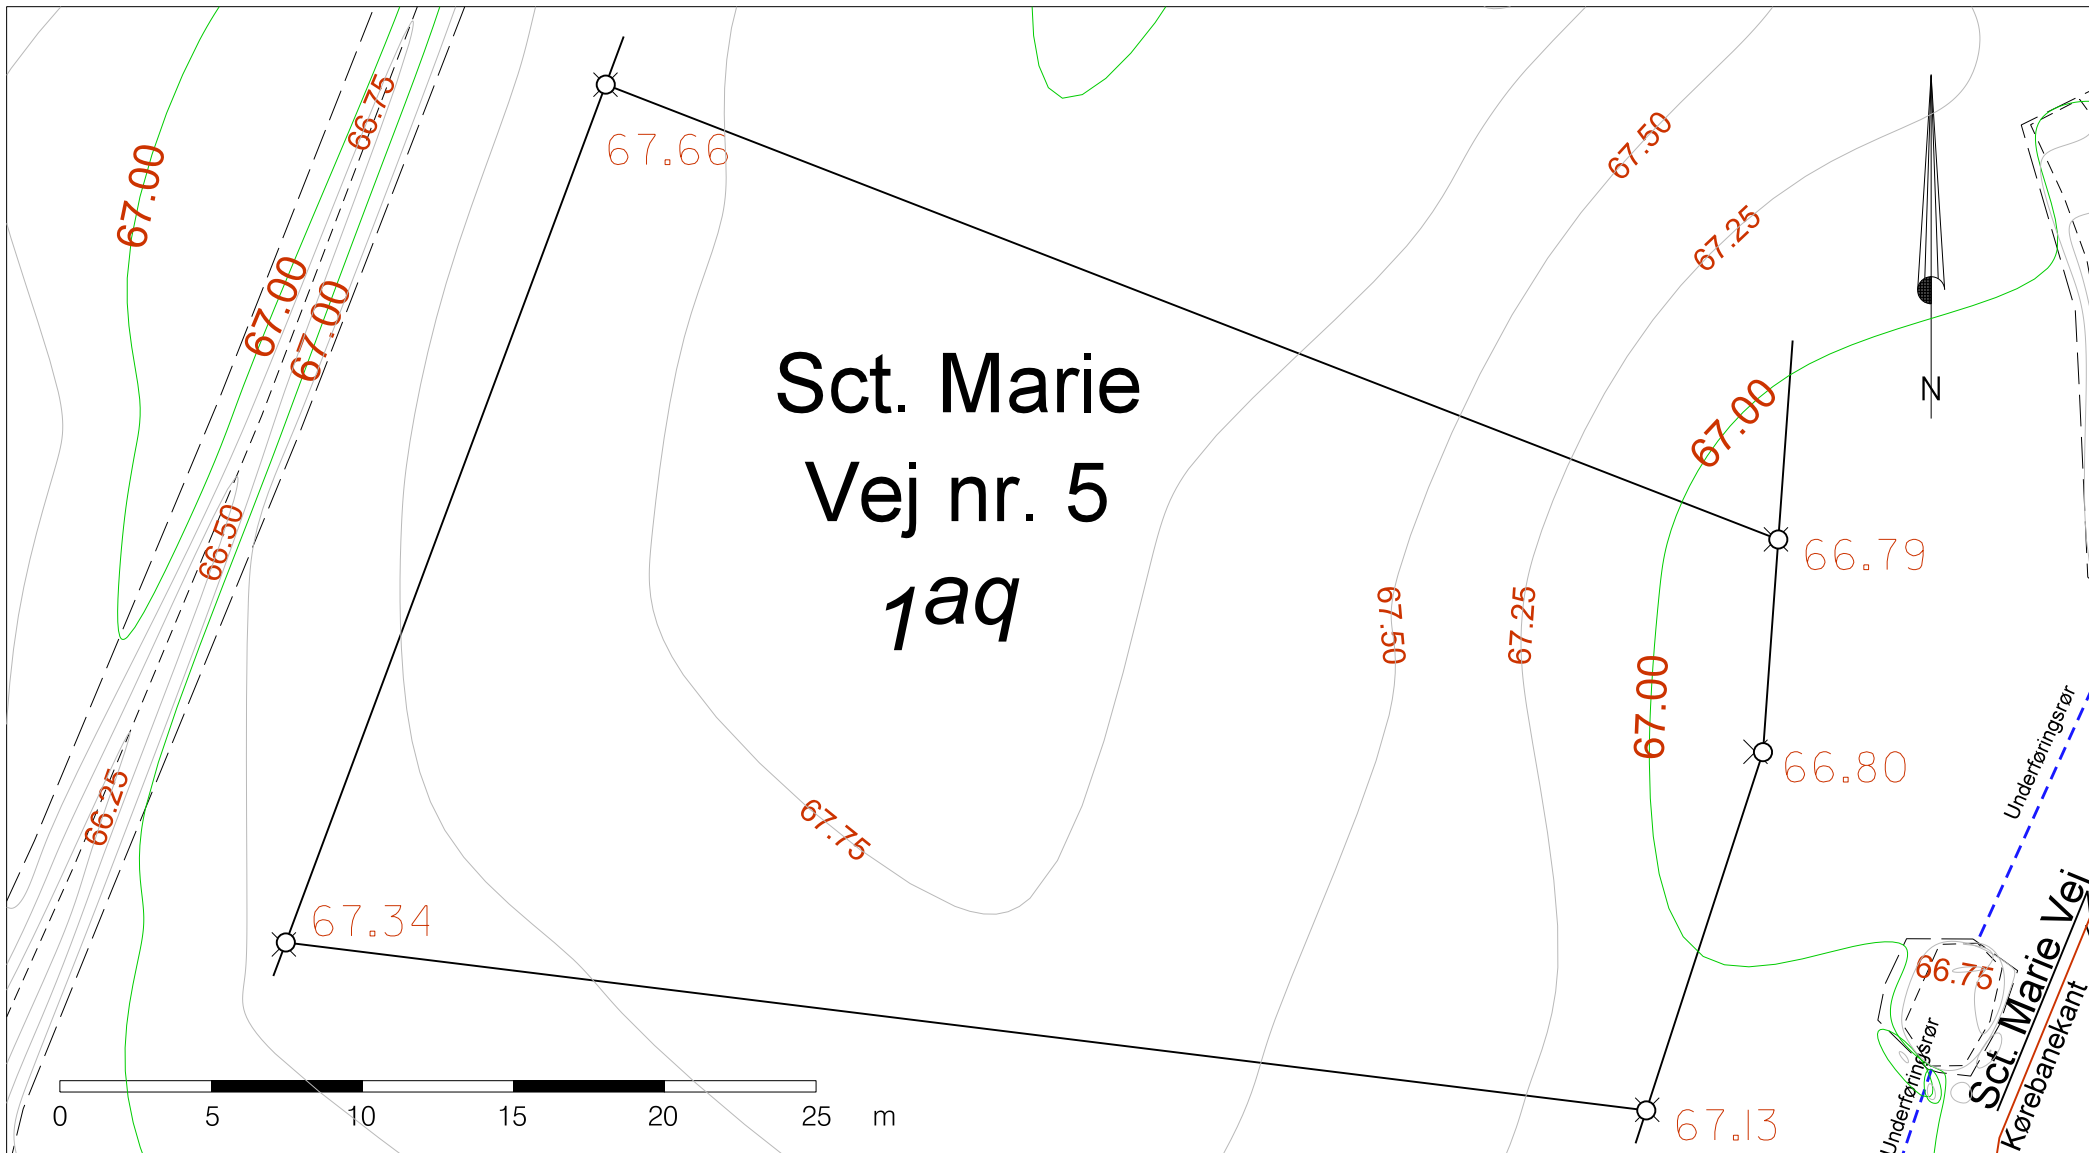 66.75
67.50
67.66
67.00
67.25
67.00
67.00
N
Sct. Marie
Vej nr. 5
1aq
67.00
66.50
66.79
67.50
67.25
67.00
Underføringsrør
66.80
66.25
67.75
67.34
66.75
Sct. Marie Vej
Kørebanekant
Underføringsrør
67.13
0 5 10 15 20 25 m